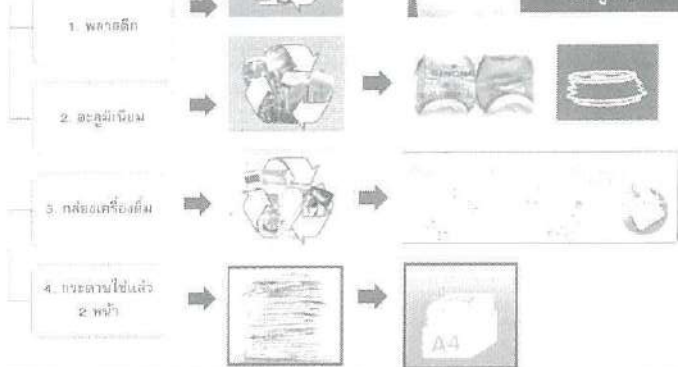 1. พลาสติก
2. อะลูมิเนียม
3. กล่องเครื่องดื่ม
4. กระดาษใช้แล้ว
2 หน้า
A4